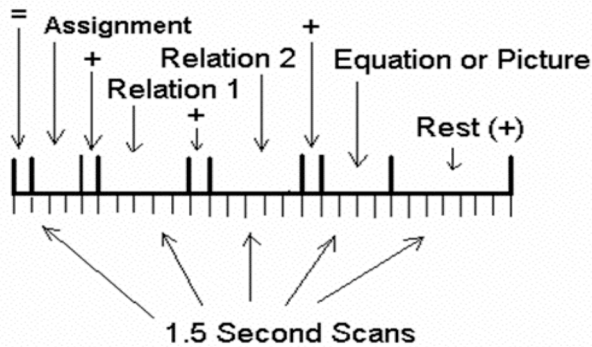 =
Assignment
+
+
Relation 2
Equation or Picture
Relation 1
+
Rest (+)
1.5 Second Scans